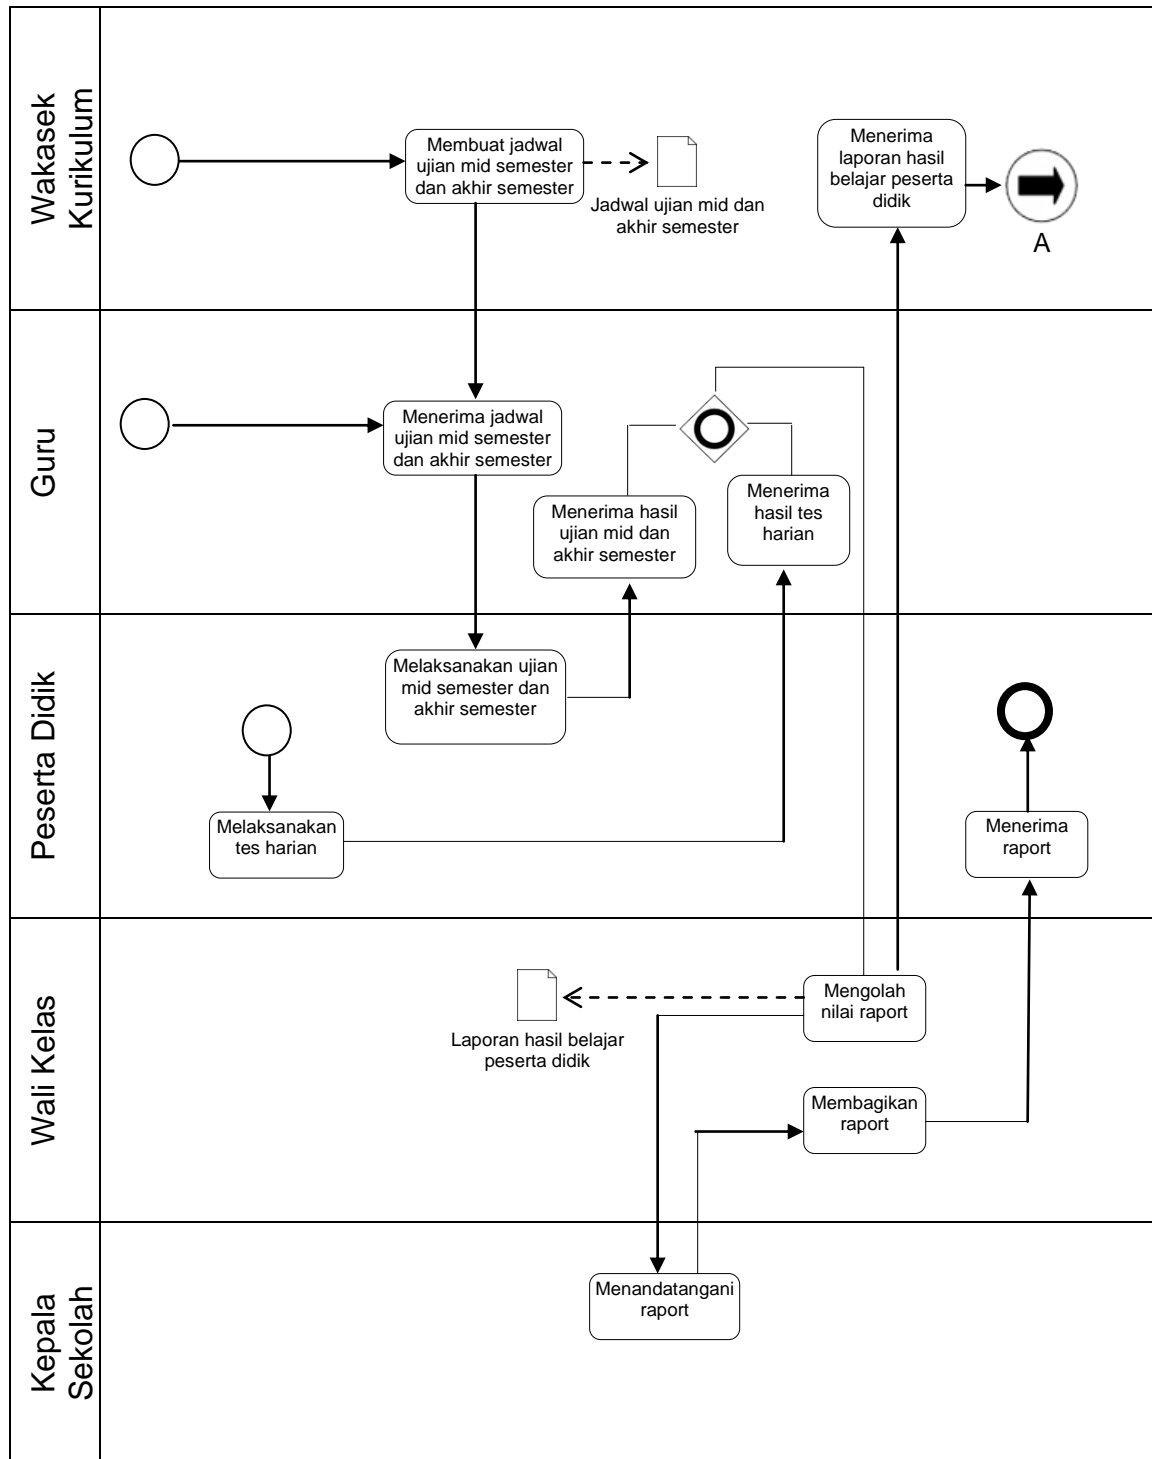 Wakasek
Kurikulum
Membuat jadwal
ujian mid semester
dan akhir semester
Jadwal ujian mid dan
akhir semester
Menerima
laporan hasil
belajar peserta
didik
A
Guru
Menerima jadwal
ujian mid semester
dan akhir semester
Menerima hasil
ujian mid dan
akhir semester
Menerima
hasil tes
harian
Peserta Didik
Melaksanakan ujian
mid semester dan
akhir semester
Melaksanakan
tes harian
Menerima
raport
Wali Kelas
Laporan hasil belajar
peserta didik
Mengolah
nilai raport
Membagikan
raport
Kepala
Sekolah
Menandatangani
raport